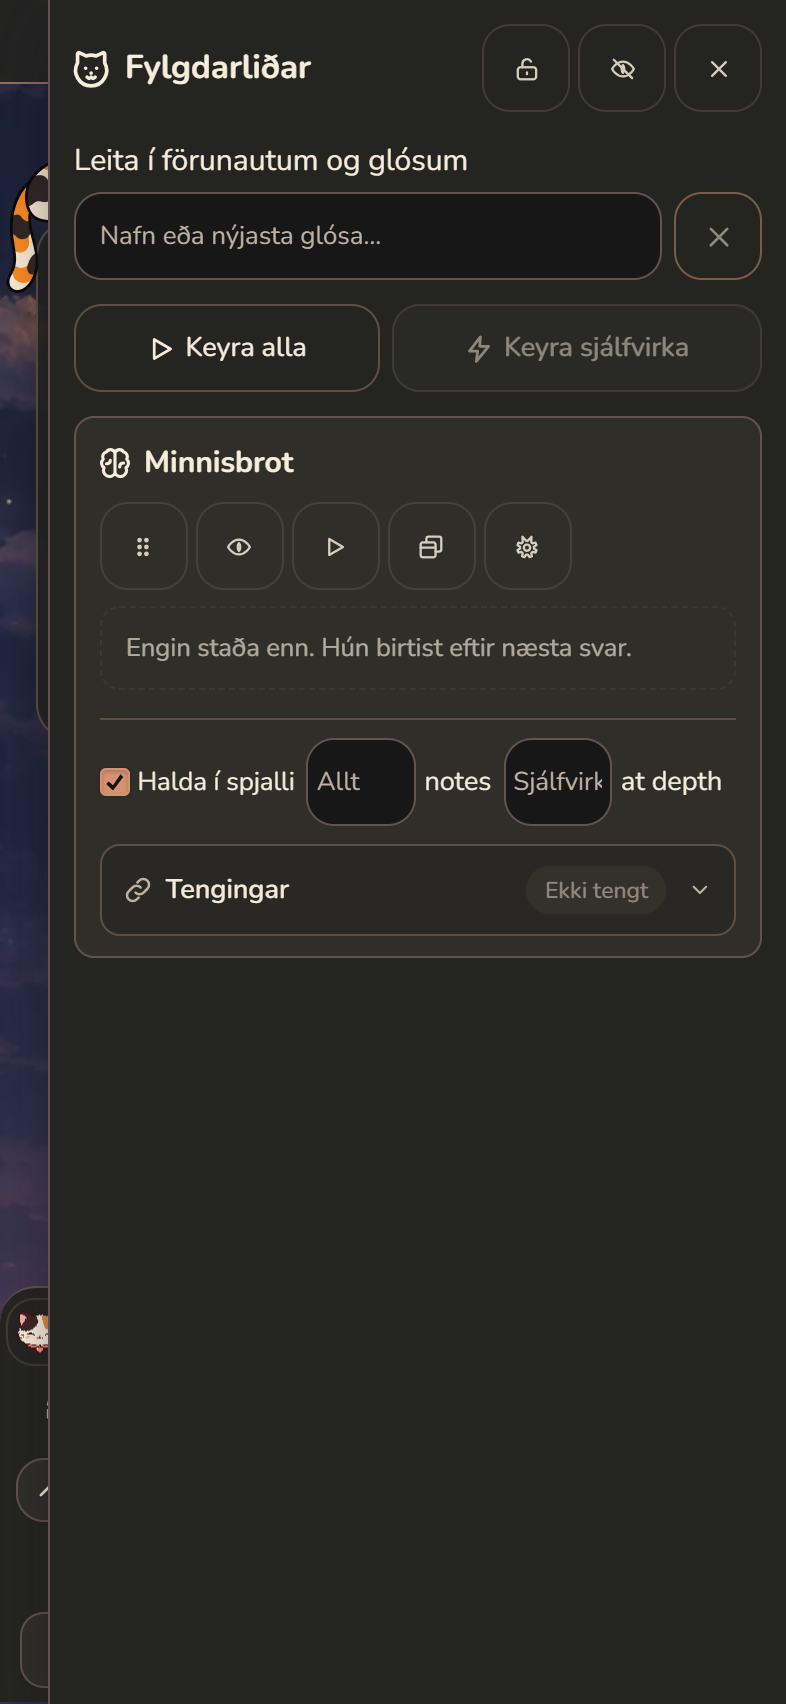 Fylgdarliðar
Leita í förunautum og glósum
Nafn eða nýjasta glósa...
Keyra alla
Keyra sjálfvirka
Minnisbrot
Engin staða enn. Hún birtist eftir næsta svar.
Halda í spjalli Allt notes Sjálfvirk at depth
Tengingar Ekki tengt